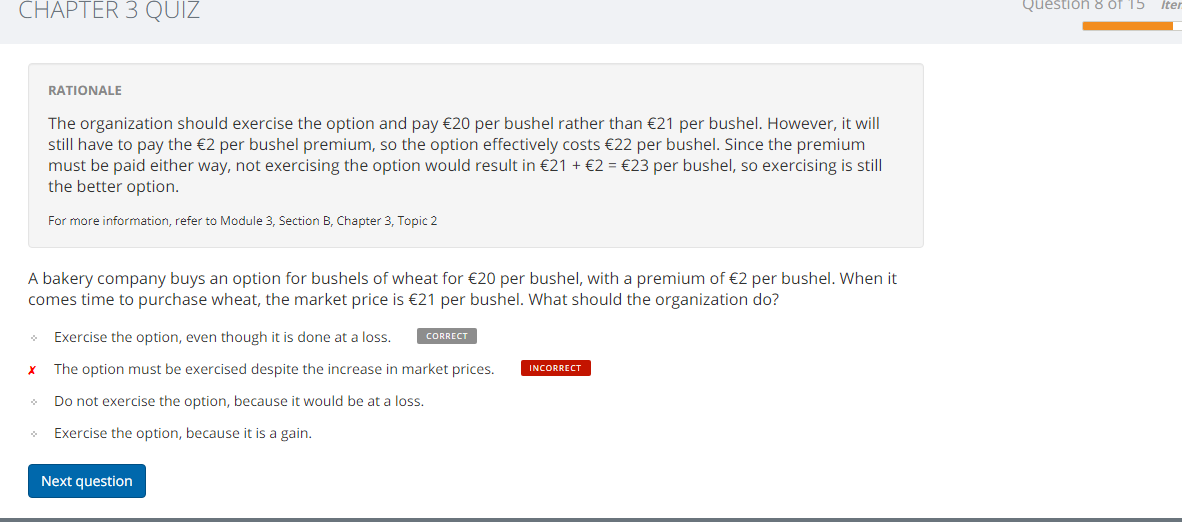 CHAPTER 3 QUIZ
Question 8 of 15
RATIONALE
The organization should exercise the option and pay €20 per bushel rather than €21 per bushel. However, it will
still have to pay the €2 per bushel premium, so the option effectively costs €22 per bushel. Since the premium
must be paid either way, not exercising the option would result in €21 + €2 = €23 per bushel, so exercising is still
the better option.
For more information, refer to Module 3, Section B, Chapter 3, Topic 2
A bakery company buys an option for bushels of wheat for €20 per bushel, with a premium of €2 per bushel. When it
comes time to purchase wheat, the market price is €21 per bushel. What should the organization do?
Exercise the option, even though it is done at a loss. CORRECT
✗ The option must be exercised despite the increase in market prices. INCORRECT
Do not exercise the option, because it would be at a loss.
Exercise the option, because it is a gain.
Next question